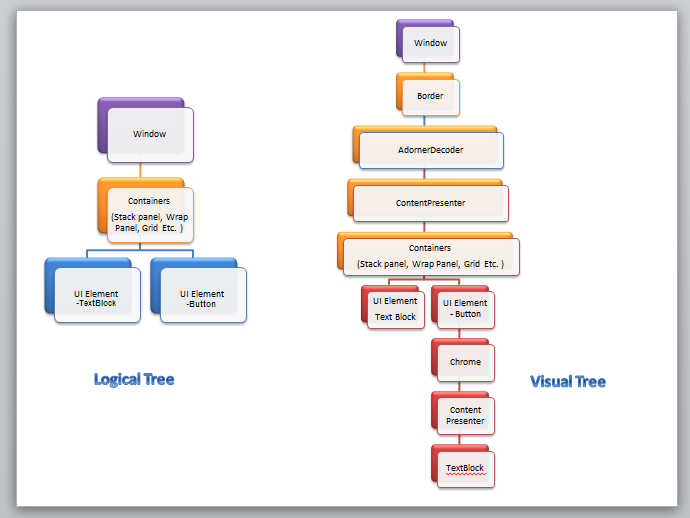 Window
Containers
(Stack panel, Wrap
Panel, Grid Etc. )
UI Element
-TextBlock
UI Element
-Button
Logical Tree
Window
Border
AdornerDecoder
ContentPresenter
Containers
(Stack panel, Wrap Panel, Grid Etc. )
UI Element
Text Block
UI Element
- Button
Chrome
Content
Presenter
TextBlock
Visual Tree